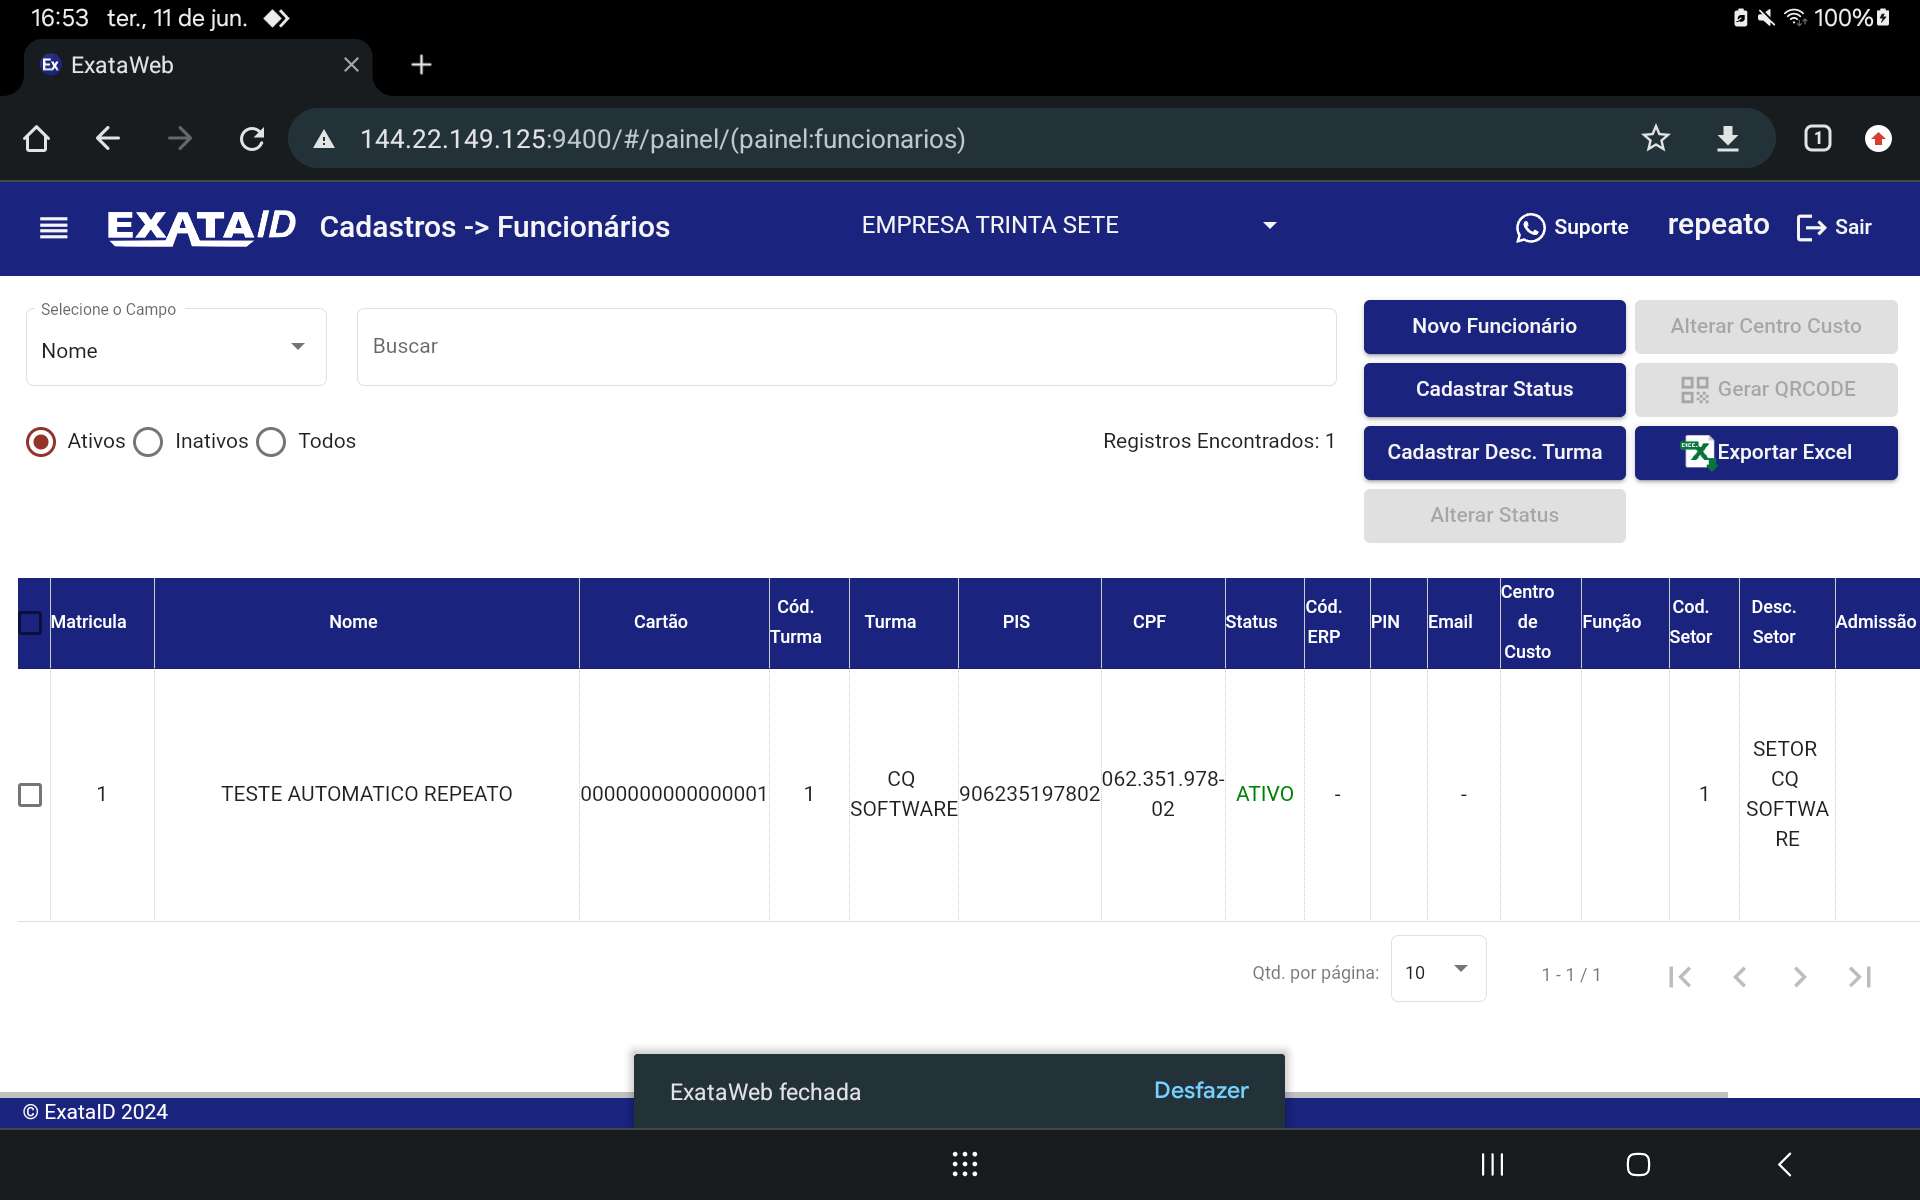 16:53 ter., 11 de jun. 100%
Ex ExataWeb
144.22.149.125:9400/#/painel/(painel:funcionarios) 1
EXATAID Cadastros -> Funcionários EMPRESA TRINTA SETE Suporte repeato Sair
Selecione o Campo
Nome
Buscar
Novo Funcionário
Alterar Centro Custo
Cadastrar Status
Gerar QRCODE
Ativos Inativos Todos
Registros Encontrados: 1
Cadastrar Desc. Turma
Exportar Excel
Alterar Status
Matricula Nome Cartão Cód. Turma Turma PIS CPF Status Cód. ERP PIN Email Centro de Custo Função Cod. Setor Desc. Setor Admissão
1 TESTE AUTOMATICO REPEATO 0000000000000001 1 CQ SOFTWARE 906235197802 062.351.978-02 ATIVO - - 1 SETOR CQ SOFTWARE
Qtd. por página: 10 1 - 1 / 1
ExataWeb fechada Desfazer
© ExataID 2024